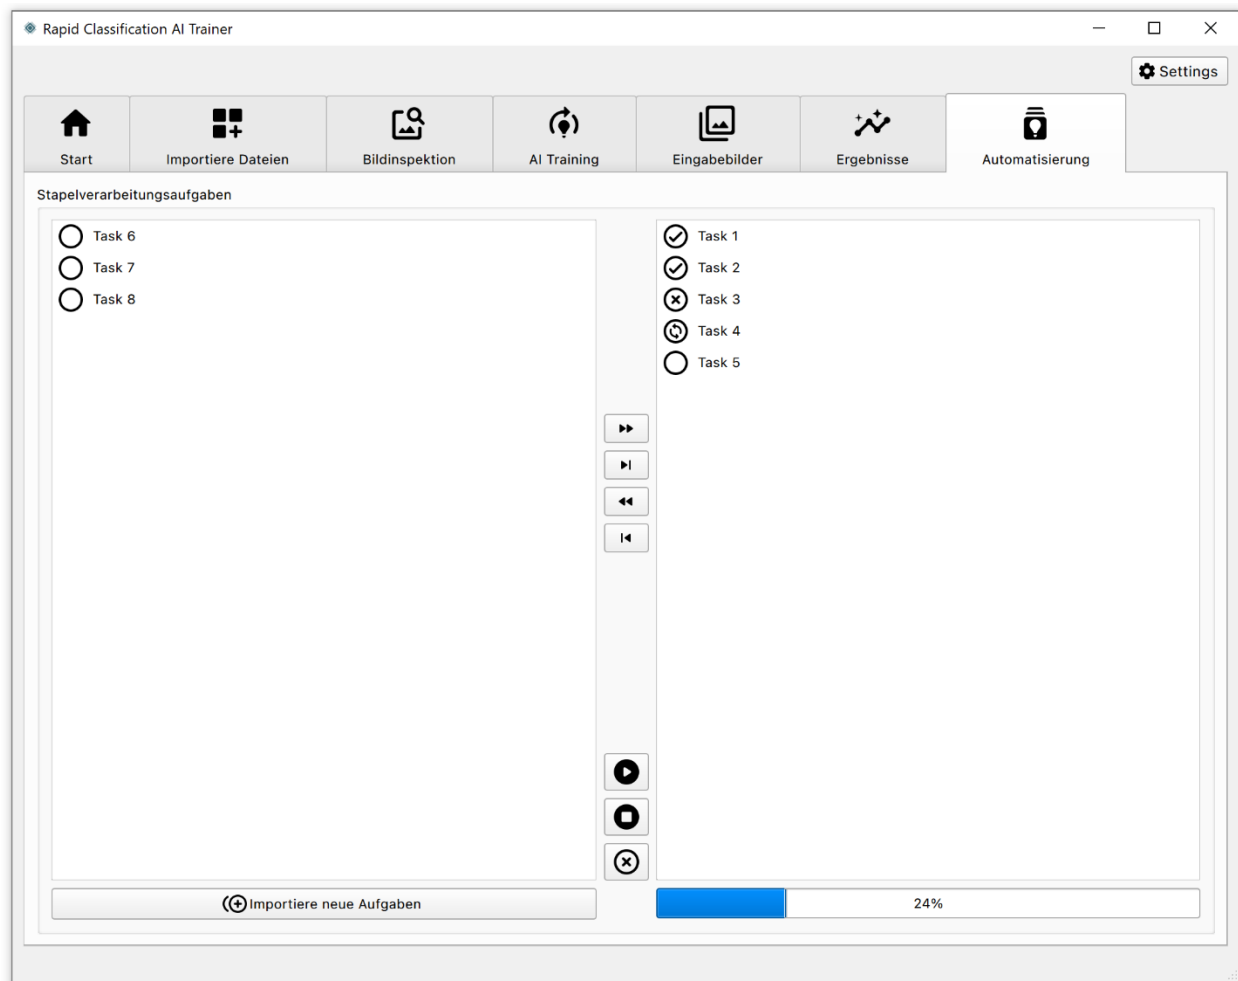 Rapid Classification AI Trainer
Settings
Start
Importiere Dateien
Bildinspektion
AI Training
Eingabebilder
Ergebnisse
Automatisierung
Stapelverarbeitungsaufgaben
Task 6
Task 7
Task 8
Task 1
Task 2
Task 3
Task 4
Task 5
Importiere neue Aufgaben
24%